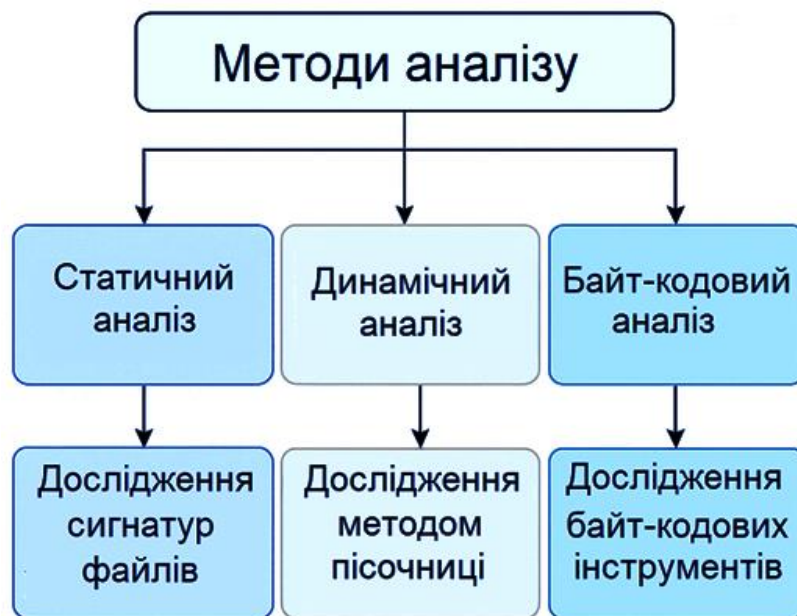 Методи аналізу
Статичний
аналіз
Динамічний
аналіз
Байт-кодовий
аналіз
Дослідження
сигнатур
файлів
Дослідження
методом
пісочниці
Дослідження
байт-кодових
інструментів